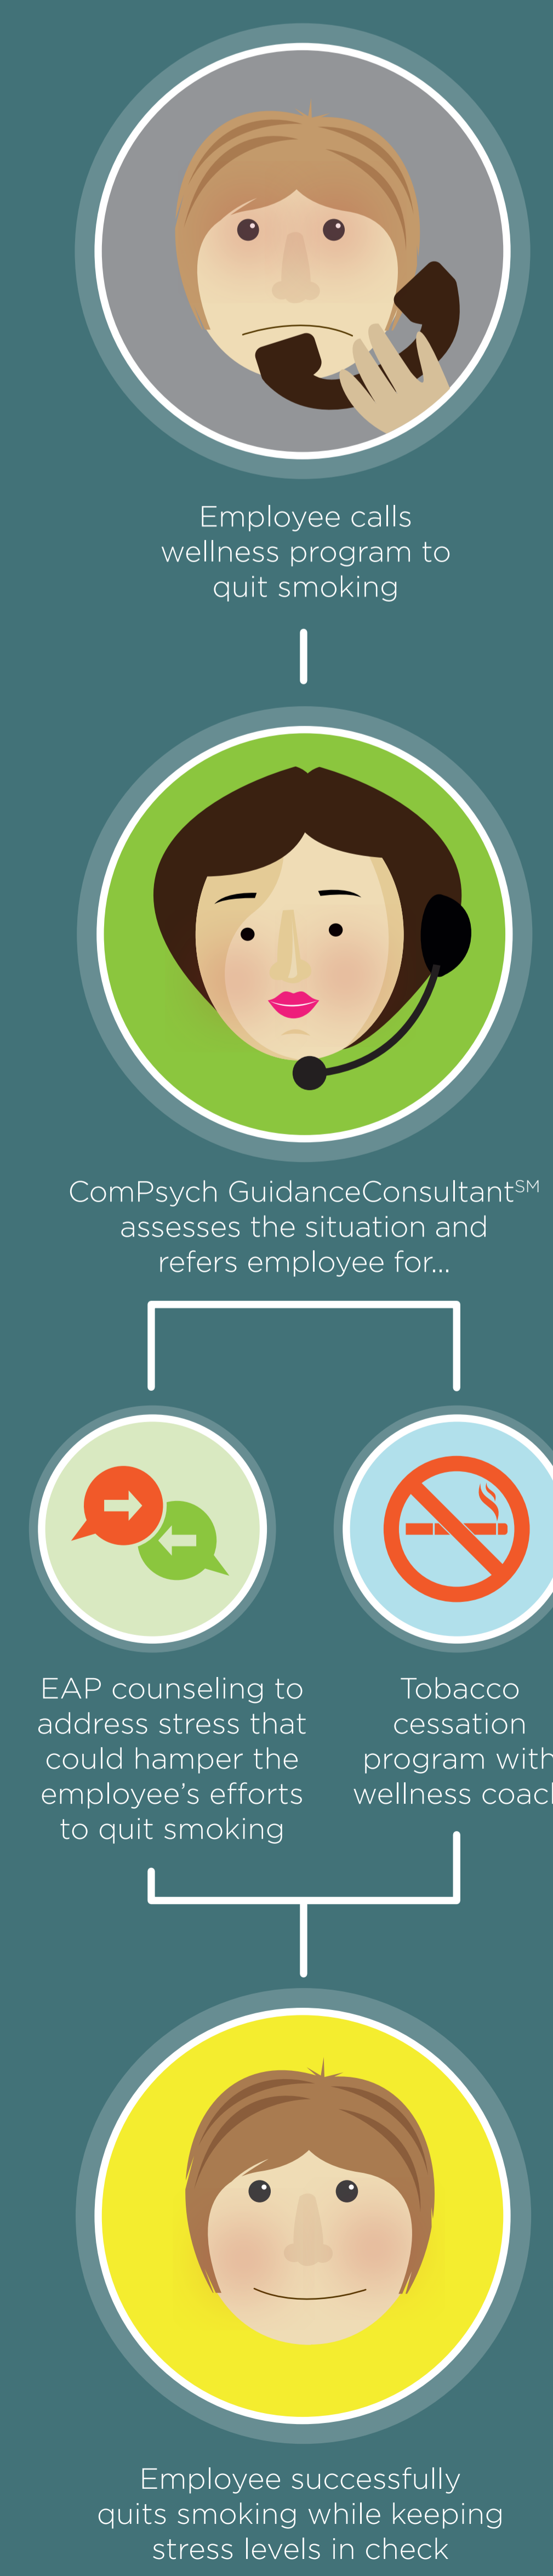 Employee calls
wellness program to
quit smoking
ComPsych GuidanceConsultant℠
assesses the situation and
refers employee for...
EAP counseling to
address stress that
could hamper the
employee's efforts
to quit smoking
Tobacco
cessation
program with
wellness coach
Employee successfully
quits smoking while keeping
stress levels in check